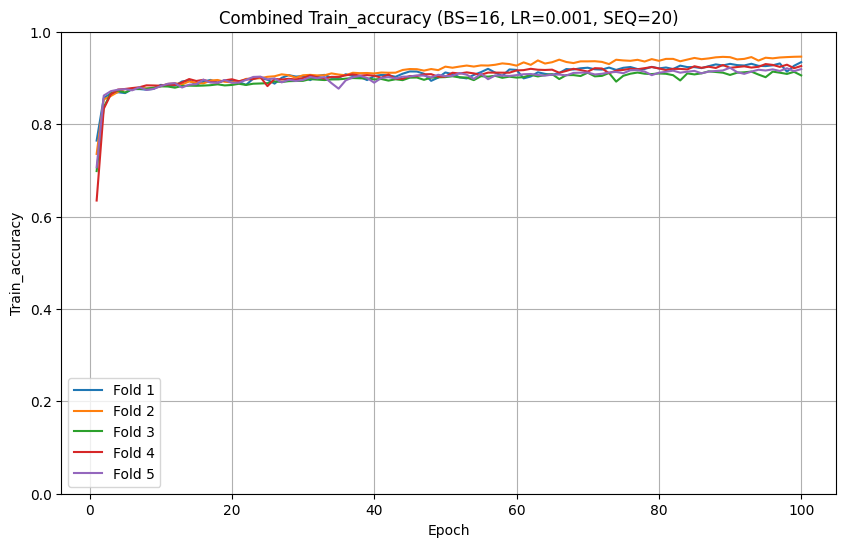 Combined Train_accuracy (BS=16, LR=0.001, SEQ=20)
1.0
0.8
0.6
0.4
0.2
0.0
Train_accuracy
Fold 1
Fold 2
Fold 3
Fold 4
Fold 5
0 20 40 60 80 100
Epoch